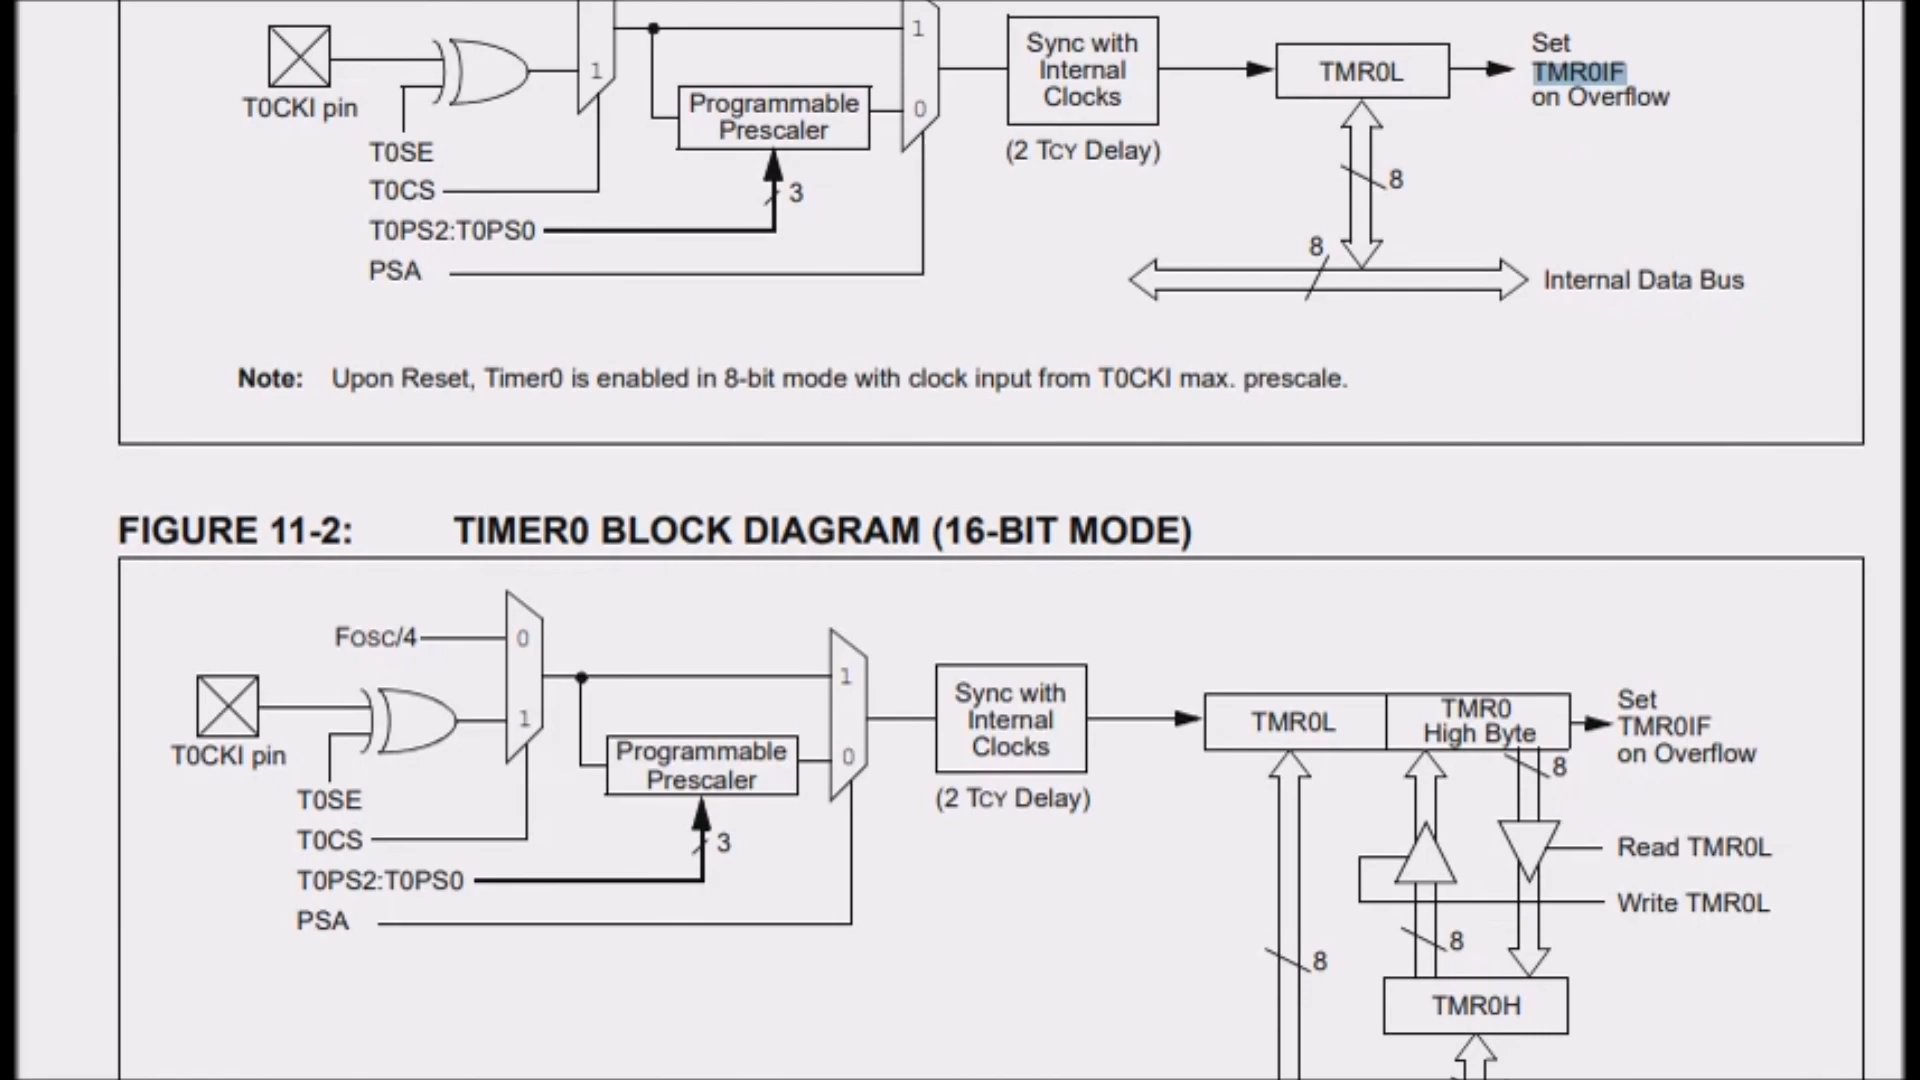 1
Sync with
Internal
Clocks
(2 TCY Delay)
TMR0L
Set
TMR0IF
on Overflow
T0CKI pin
1
Programmable
Prescaler
0
T0SE
T0CS
3
T0PS2:T0PS0
PSA
8
8
Internal Data Bus
Note: Upon Reset, Timer0 is enabled in 8-bit mode with clock input from T0CKI max. prescale.
FIGURE 11-2: TIMER0 BLOCK DIAGRAM (16-BIT MODE)
FOSC/4
0
T0CKI pin
1
1
Programmable
Prescaler
0
T0SE
T0CS
3
T0PS2:T0PS0
PSA
Sync with
Internal
Clocks
(2 TCY Delay)
TMR0L
TMR0
High Byte
Set
TMR0IF
on Overflow
8
Read TMR0L
Write TMR0L
8
8
TMR0H